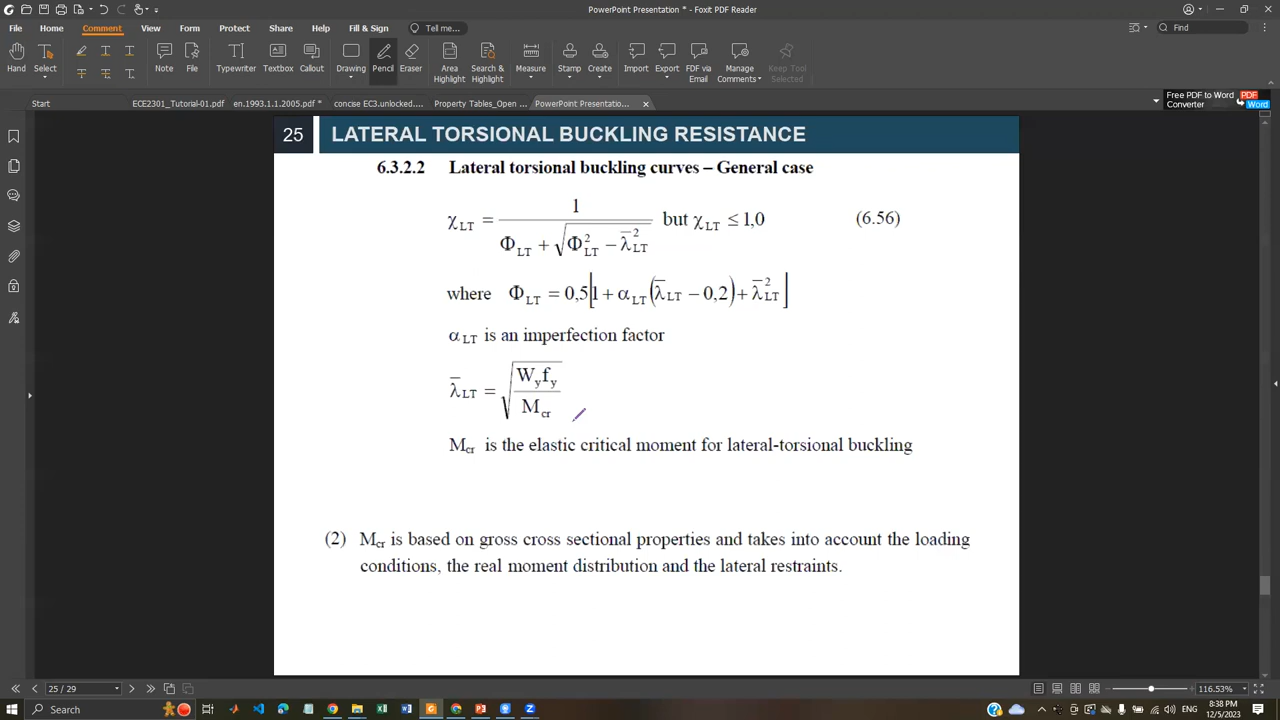 PowerPoint Presentation * - Foxit PDF Reader
File Home Comment View Form Protect Share Help Fill & Sign Tell me... Find
Hand Select Note File Typewriter Textbox Callout Drawing Pencil Eraser Area Highlight Search & Highlight Measure Stamp Create Import Export FDF via Email Manage Comments Keep Tool Selected
Start ECE2301_Tutorial-01.pdf en.1993.1.1.2005.pdf * concise EC3.unlocked.... Property Tables_Open ... PowerPoint Presentatio... Free PDF to Word Converter PDF Word
25 LATERAL TORSIONAL BUCKLING RESISTANCE
6.3.2.2 Lateral torsional buckling curves – General case
χ_LT = 1 / (Φ_LT + √(Φ_LT² − λ̄_LT²)) but χ_LT ≤ 1,0 (6.56)
where Φ_LT = 0,5[1 + α_LT(λ̄_LT − 0,2) + λ̄_LT²]
α_LT is an imperfection factor
λ̄_LT = √(W_y f_y / M_cr)
M_cr is the elastic critical moment for lateral-torsional buckling
(2) M_cr is based on gross cross sectional properties and takes into account the loading
conditions, the real moment distribution and the lateral restraints.
25 / 29 116.53%
Search 8:38 PM
12/5/2023